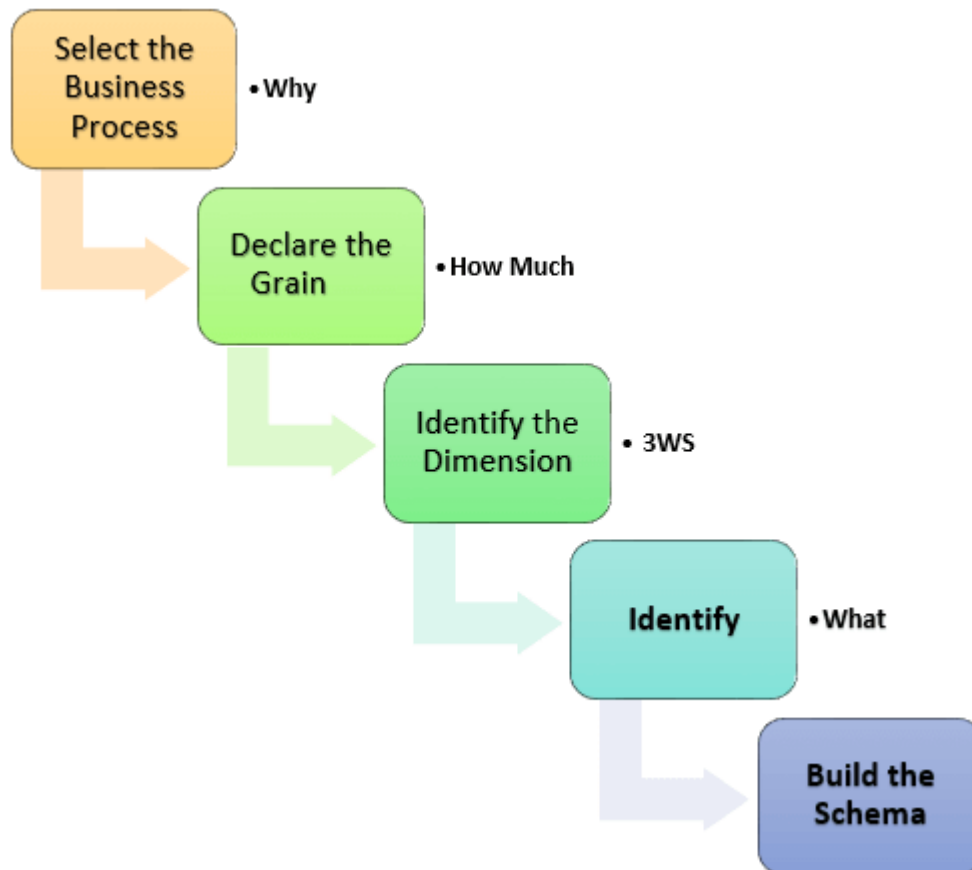 Select the
Business
Process
• Why
Declare the
Grain
• How Much
Identify the
Dimension
• 3WS
Identify
• What
Build the
Schema